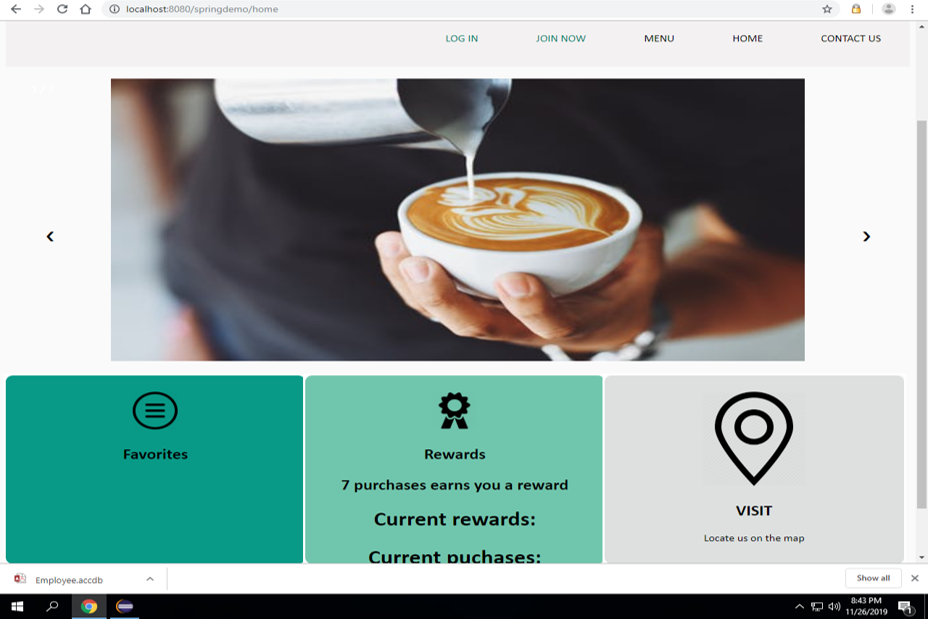 localhost:8080/springdemo/home
LOG IN JOIN NOW MENU HOME CONTACT US
‹ ›
Favorites
Rewards
7 purchases earns you a reward
Current rewards:
Current puchases:
VISIT
Locate us on the map
Employee.accdb
Show all
8:43 PM
11/26/2019
1